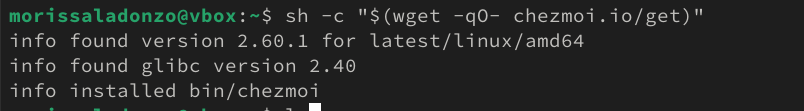 morissaladonzo@vbox:~$ sh -c "$(wget -qO- chezmoi.io/get)"
info found version 2.60.1 for latest/linux/amd64
info found glibc version 2.40
info installed bin/chezmoi